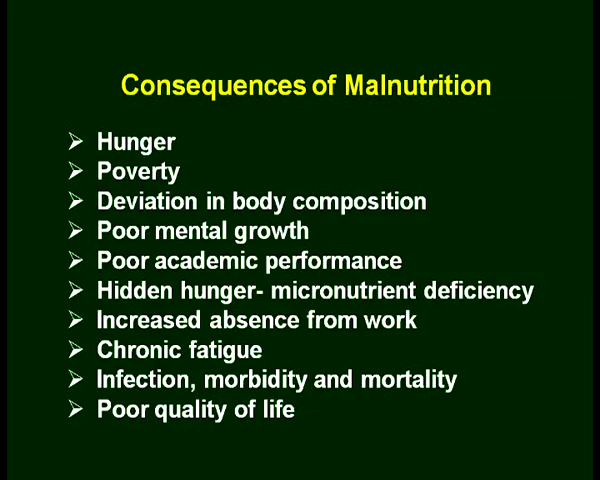 Consequences of Malnutrition
➢ Hunger
➢ Poverty
➢ Deviation in body composition
➢ Poor mental growth
➢ Poor academic performance
➢ Hidden hunger- micronutrient deficiency
➢ Increased absence from work
➢ Chronic fatigue
➢ Infection, morbidity and mortality
➢ Poor quality of life